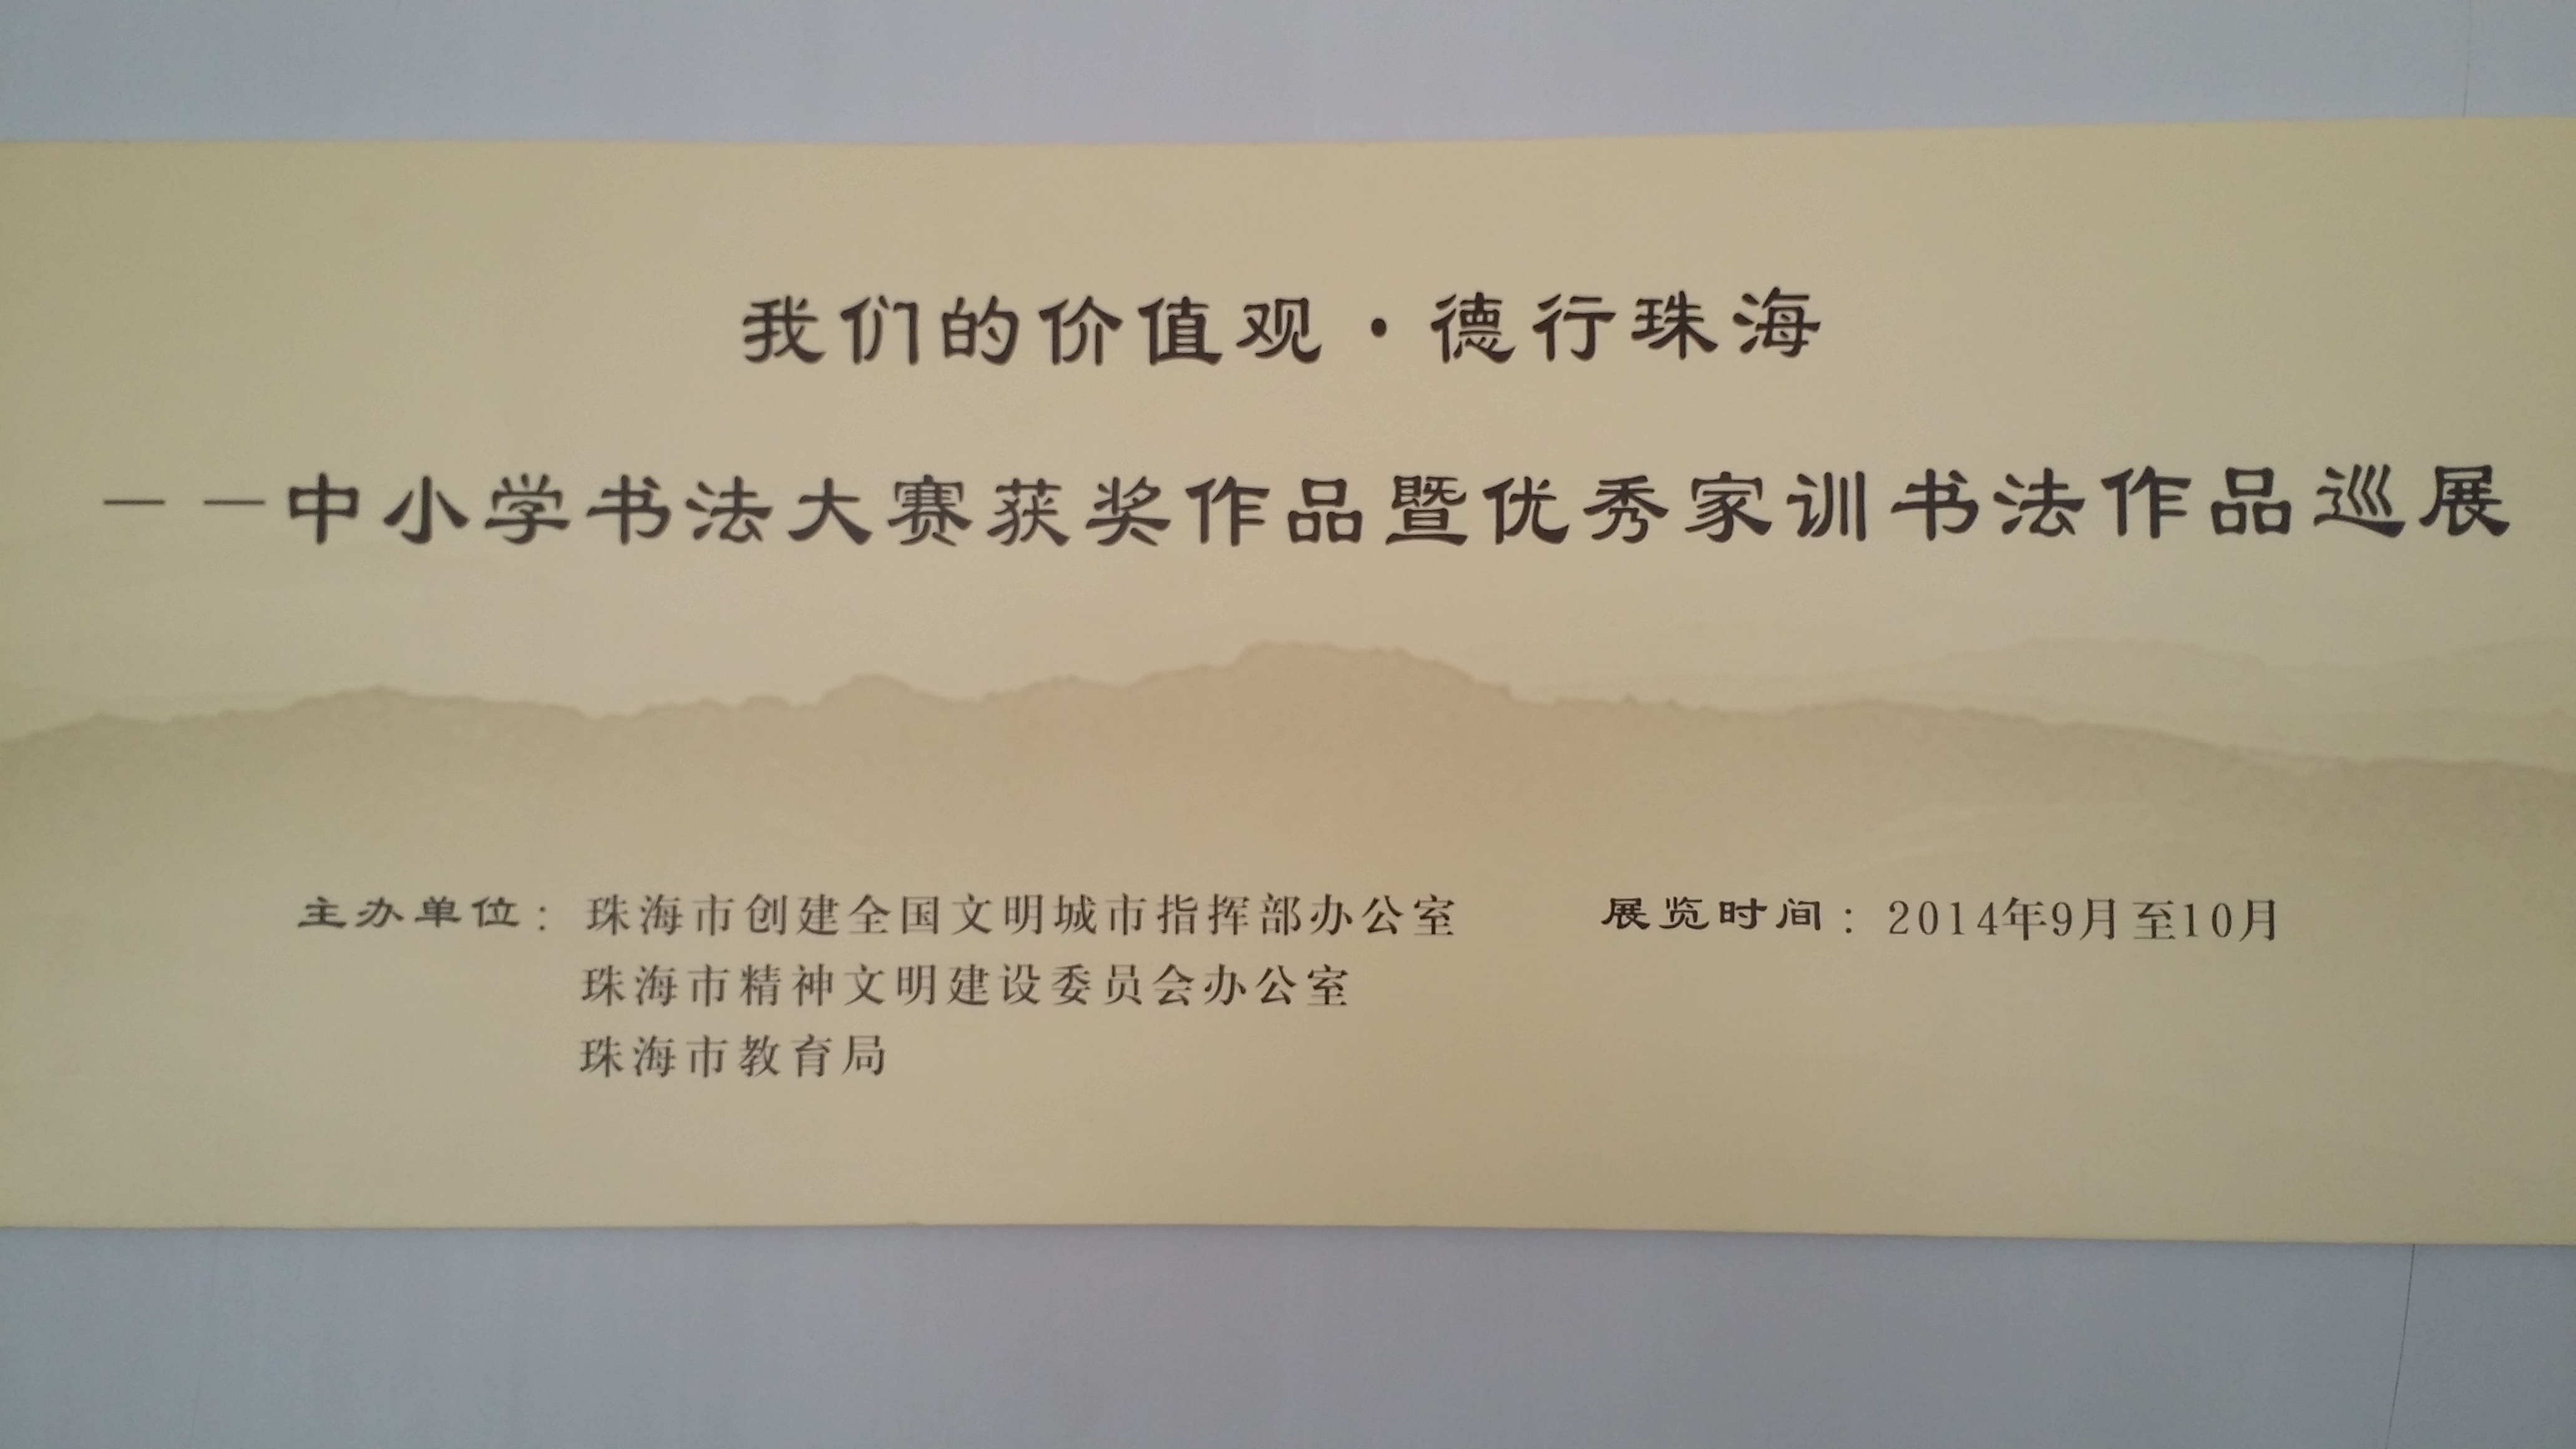 我们的价值观·德行珠海
——中小学书法大赛获奖作品暨优秀家训书法作品巡展
主办单位：珠海市创建全国文明城市指挥部办公室
珠海市精神文明建设委员会办公室
珠海市教育局
展览时间：2014年9月至10月